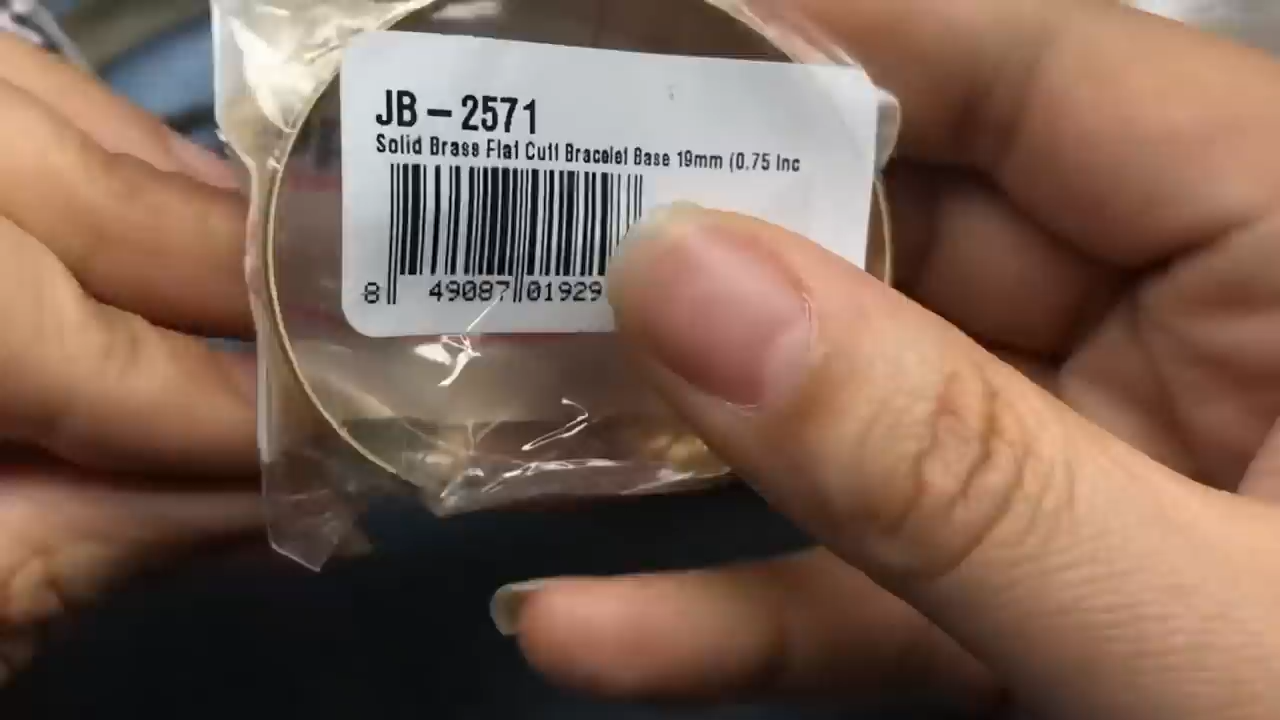 JB - 2571
Solid Brass Flat Cuff Bracelet Base 19mm (0.75 Inc
8 49087 01929